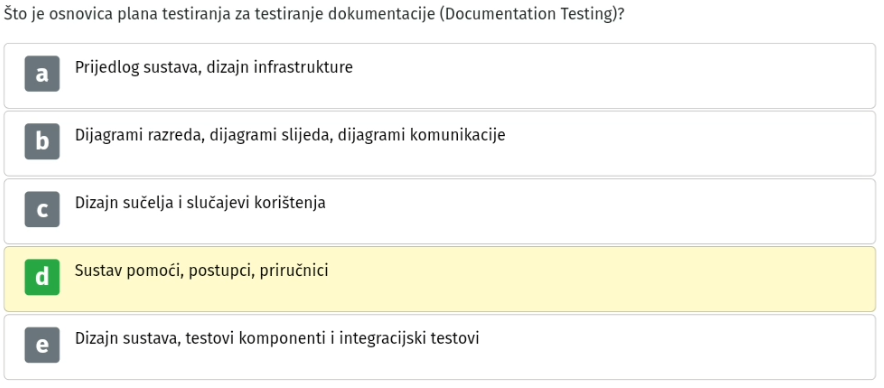 Što je osnovica plana testiranja za testiranje dokumentacije (Documentation Testing)?
a Prijedlog sustava, dizajn infrastrukture
b Dijagrami razreda, dijagrami slijeda, dijagrami komunikacije
c Dizajn sučelja i slučajevi korištenja
d Sustav pomoći, postupci, priručnici
e Dizajn sustava, testovi komponenti i integracijski testovi